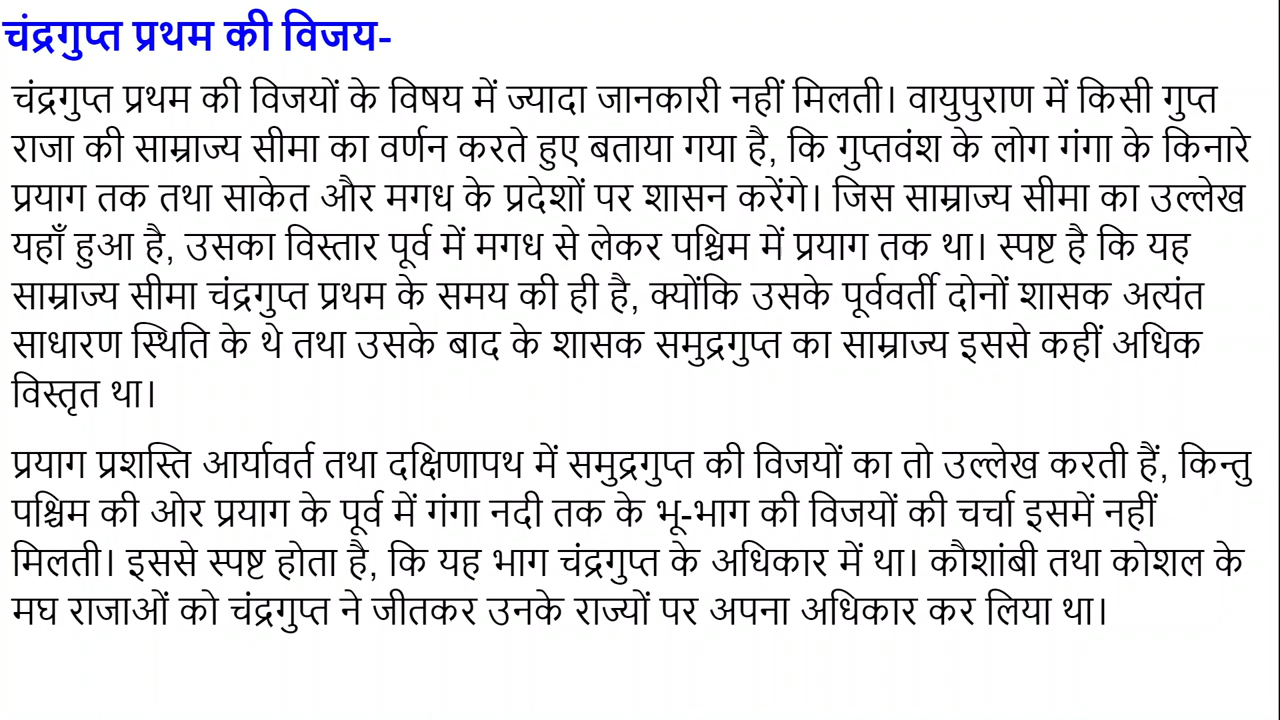 चंद्रगुप्त प्रथम की विजय-
चंद्रगुप्त प्रथम की विजयों के विषय में ज्यादा जानकारी नहीं मिलती। वायुपुराण में किसी गुप्त
राजा की साम्राज्य सीमा का वर्णन करते हुए बताया गया है, कि गुप्तवंश के लोग गंगा के किनारे
प्रयाग तक तथा साकेत और मगध के प्रदेशों पर शासन करेंगे। जिस साम्राज्य सीमा का उल्लेख
यहाँ हुआ है, उसका विस्तार पूर्व में मगध से लेकर पश्चिम में प्रयाग तक था। स्पष्ट है कि यह
साम्राज्य सीमा चंद्रगुप्त प्रथम के समय की ही है, क्योंकि उसके पूर्ववर्ती दोनों शासक अत्यंत
साधारण स्थिति के थे तथा उसके बाद के शासक समुद्रगुप्त का साम्राज्य इससे कहीं अधिक
विस्तृत था।
प्रयाग प्रशस्ति आर्यावर्त तथा दक्षिणापथ में समुद्रगुप्त की विजयों का तो उल्लेख करती हैं, किन्तु
पश्चिम की ओर प्रयाग के पूर्व में गंगा नदी तक के भू-भाग की विजयों की चर्चा इसमें नहीं
मिलती। इससे स्पष्ट होता है, कि यह भाग चंद्रगुप्त के अधिकार में था। कौशांबी तथा कोशल के
मघ राजाओं को चंद्रगुप्त ने जीतकर उनके राज्यों पर अपना अधिकार कर लिया था।